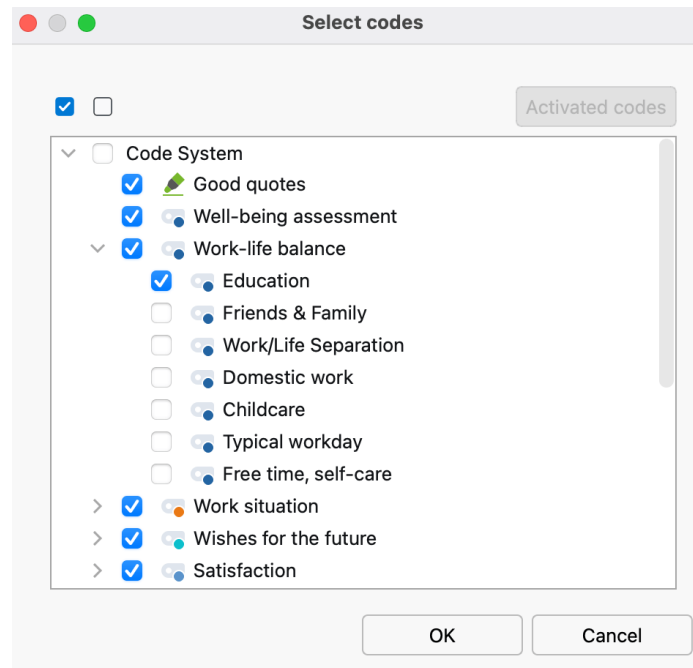 Select codes
Activated codes
Code System
Good quotes
Well-being assessment
Work-life balance
Education
Friends & Family
Work/Life Separation
Domestic work
Childcare
Typical workday
Free time, self-care
Work situation
Wishes for the future
Satisfaction
OK Cancel